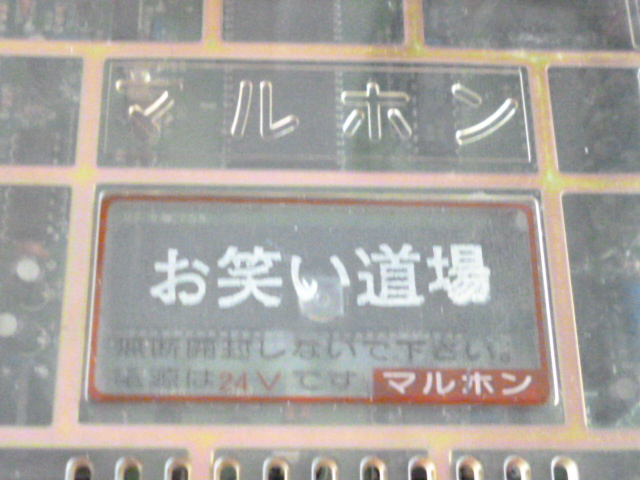 マルホン
お笑い道場
無断開封しないで下さい。
電源は24Vです
マルホン